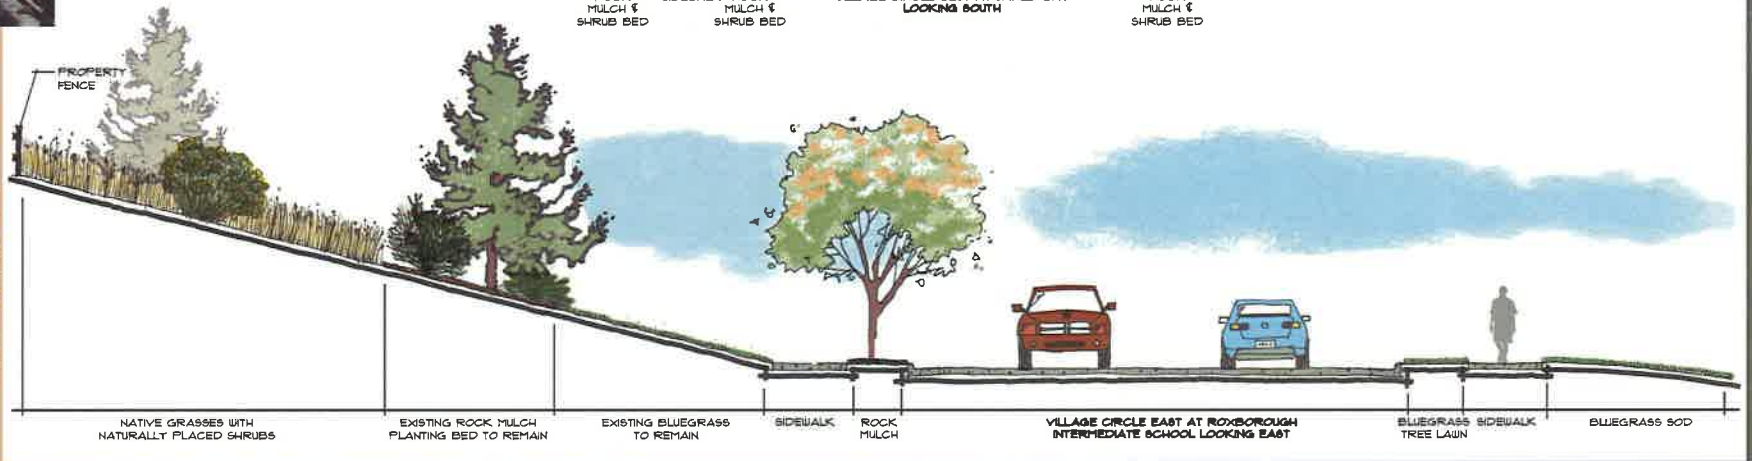 MULCH &
SHRUB BED
MULCH &
SHRUB BED
LOOKING SOUTH
MULCH &
SHRUB BED
PROPERTY
FENCE
NATIVE GRASSES WITH
NATURALLY PLACED SHRUBS
EXISTING ROCK MULCH
PLANTING BED TO REMAIN
EXISTING BLUEGRASS
TO REMAIN
SIDEWALK
ROCK
MULCH
VILLAGE CIRCLE EAST AT ROXBOROUGH
INTERMEDIATE SCHOOL LOOKING EAST
BLUEGRASS
TREE LAWN
SIDEWALK
BLUEGRASS SOD